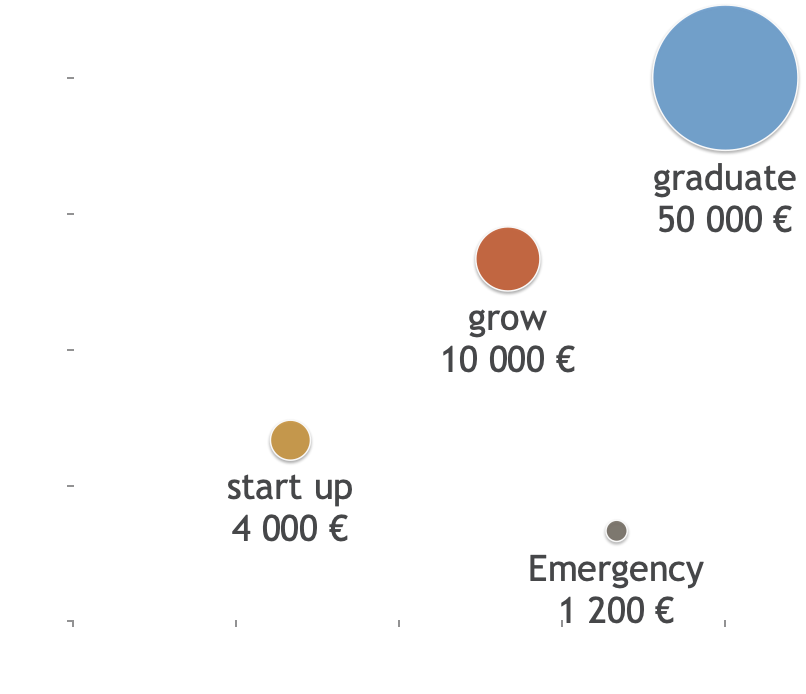 graduate
50 000 €
grow
10 000 €
start up
4 000 €
Emergency
1 200 €